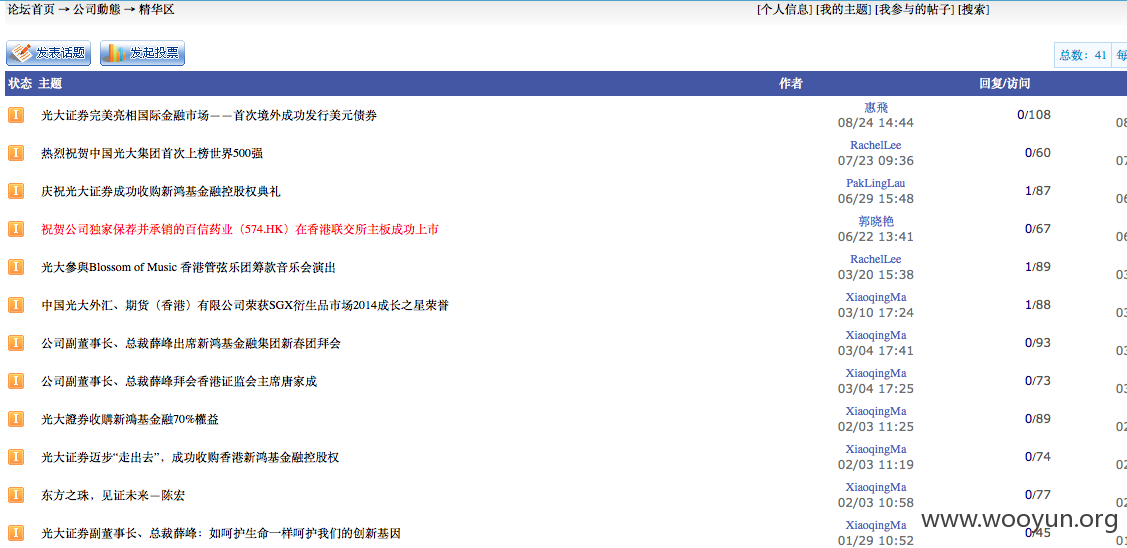 论坛首页 → 公司動態 → 精华区 [个人信息] [我的主题] [我参与的帖子] [搜索]
发表话题 发起投票
总数：41 每
状态 主题 作者 回复/访问
光大证券完美亮相国际金融市场——首次境外成功发行美元债券 惠飛 0/108
08/24 14:44 08
热烈祝贺中国光大集团首次上榜世界500强 RachelLee 0/60
07/23 09:36 07
庆祝光大证券成功收购新鸿基金融控股权典礼 PakLingLau 1/87
06/29 15:48 06
祝贺公司独家保荐并承销的百信药业（574.HK）在香港联交所主板成功上市 郭晓艳 0/67
06/22 13:41 06
光大參與Blossom of Music 香港管弦乐团筹款音乐会演出 RachelLee 1/89
03/20 15:38 03
中国光大外汇、期货（香港）有限公司荣获SGX衍生品市场2014成长之星荣誉 XiaoqingMa 1/88
03/10 17:24 03
公司副董事长、总裁薛峰出席新鸿基金融集团新春团拜会 XiaoqingMa 0/93
03/04 17:41 03
公司副董事长、总裁薛峰拜会香港证监会主席唐家成 XiaoqingMa 0/73
03/04 17:25 03
光大證券收購新鸿基金融70%權益 XiaoqingMa 0/89
02/03 11:25 02
光大证券迈步“走出去”，成功收购香港新鸿基金融控股权 XiaoqingMa 0/74
02/03 11:19 02
东方之珠，见证未来—陈宏 XiaoqingMa 0/77
02/03 10:58 02
www.wooyun.org
光大证券副董事长、总裁薛峰：如呵护生命一样呵护我们的创新基因 XiaoqingMa 0/45
01/29 10:52 01